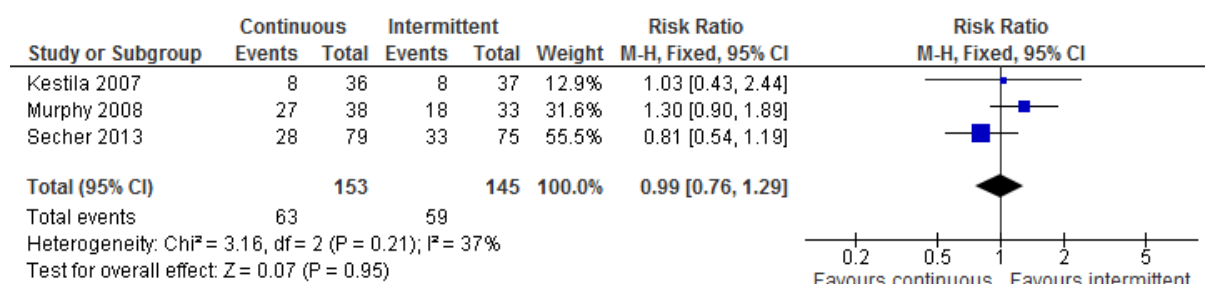 Continuous Intermittent Risk Ratio Risk Ratio
Study or Subgroup Events Total Events Total Weight M-H, Fixed, 95% CI M-H, Fixed, 95% CI
Kestila 2007 8 36 8 37 12.9% 1.03 [0.43, 2.44]
Murphy 2008 27 38 18 33 31.6% 1.30 [0.90, 1.89]
Secher 2013 28 79 33 75 55.5% 0.81 [0.54, 1.19]
Total (95% CI) 153 145 100.0% 0.99 [0.76, 1.29]
Total events 63 59
Heterogeneity: Chi² = 3.16, df = 2 (P = 0.21); I² = 37%
Test for overall effect: Z = 0.07 (P = 0.95)
0.2 0.5 1 2 5
Favours continuous Favours intermittent